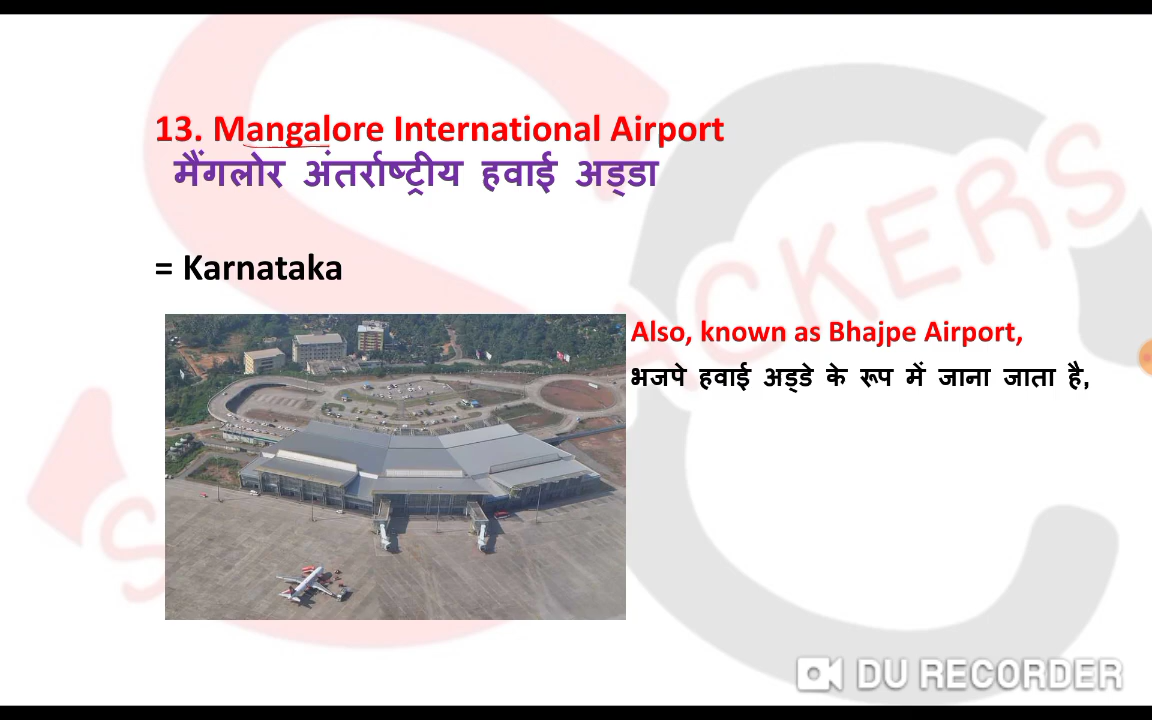 13. Mangalore International Airport
मैंगलोर अंतर्राष्ट्रीय हवाई अड्डा
= Karnataka
Also, known as Bhajpe Airport,
भजपे हवाई अड्डे के रूप में जाना जाता है,
CKERS
DU RECORDER